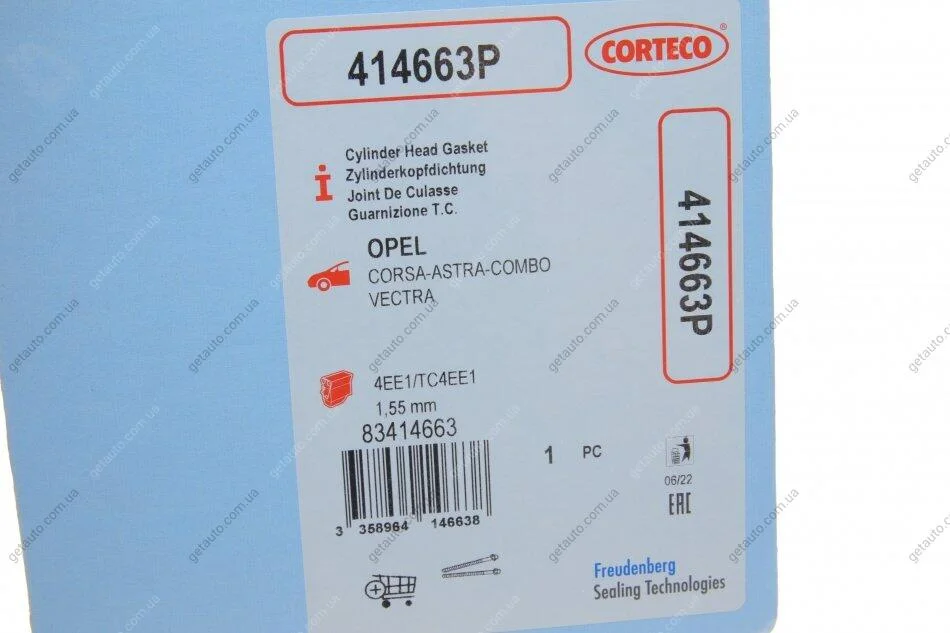 414663P
CORTECO®
Cylinder Head Gasket
Zylinderkopfdichtung
Joint De Culasse
Guarnizione T.C.
OPEL
CORSA-ASTRA-COMBO
VECTRA
414663P
4EE1/TC4EE1
1,55 mm
83414663
3 358964 146638
1 PC
06/22
EAC
Freudenberg
Sealing Technologies
getauto.com.ua